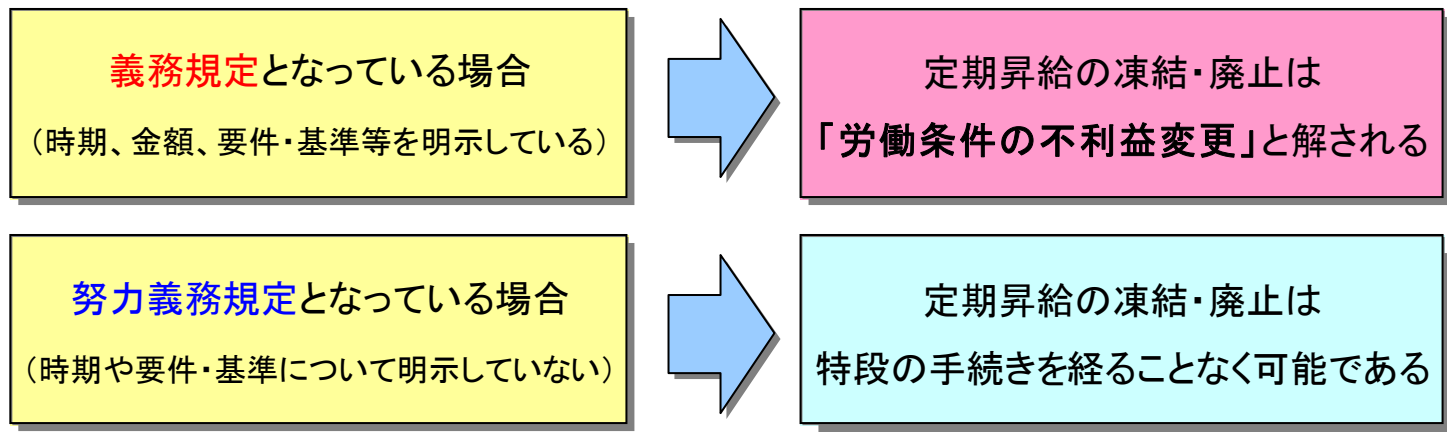 義務規定となっている場合
（時期、金額、要件・基準等を明示している）
定期昇給の凍結・廃止は
「労働条件の不利益変更」と解される
努力義務規定となっている場合
（時期や要件・基準について明示していない）
定期昇給の凍結・廃止は
特段の手続きを経ることなく可能である